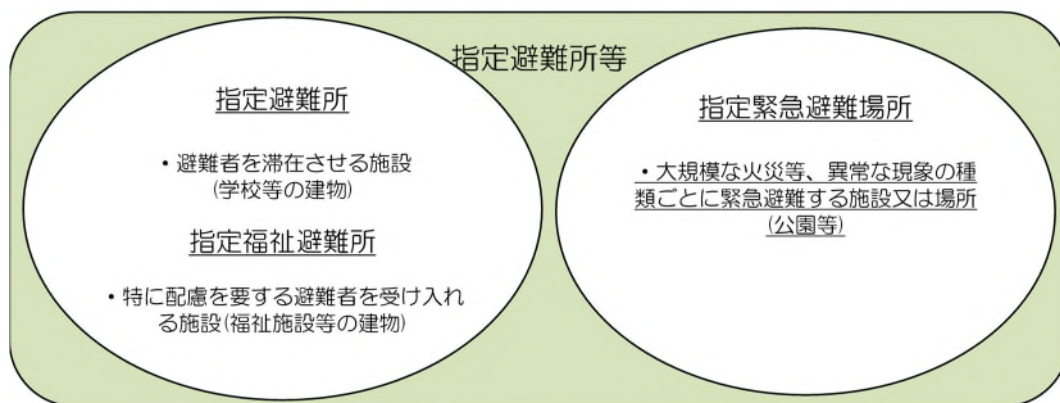 指定避難所等
指定避難所
・避難者を滞在させる施設
(学校等の建物)
指定福祉避難所
・特に配慮を要する避難者を受け入れ
る施設(福祉施設等の建物)
指定緊急避難場所
・大規模な火災等、異常な現象の種
類ごとに緊急避難する施設又は場所
(公園等)